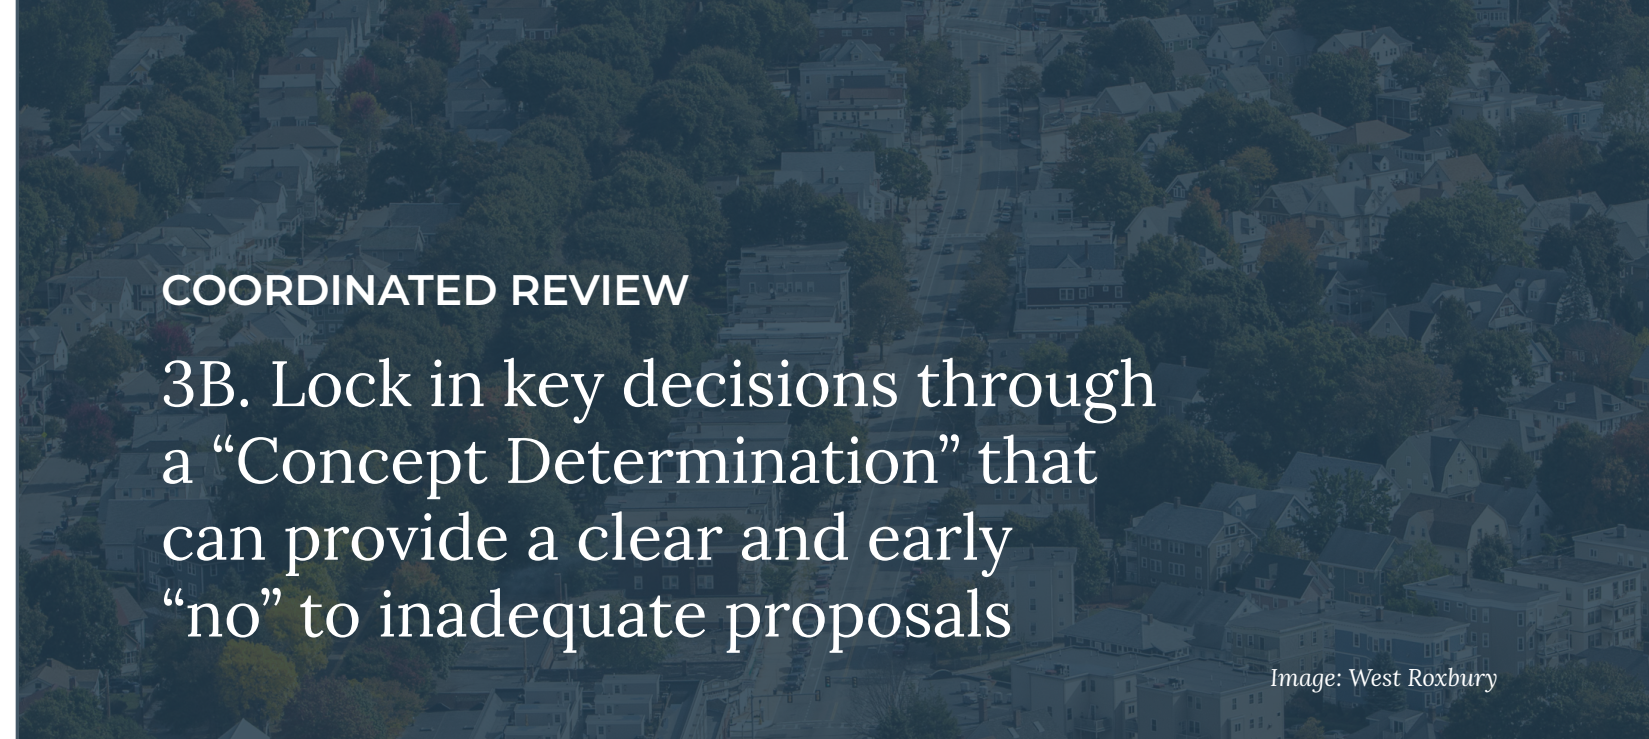 COORDINATED REVIEW
3B. Lock in key decisions through
a “Concept Determination” that
can provide a clear and early
“no” to inadequate proposals
Image: West Roxbury